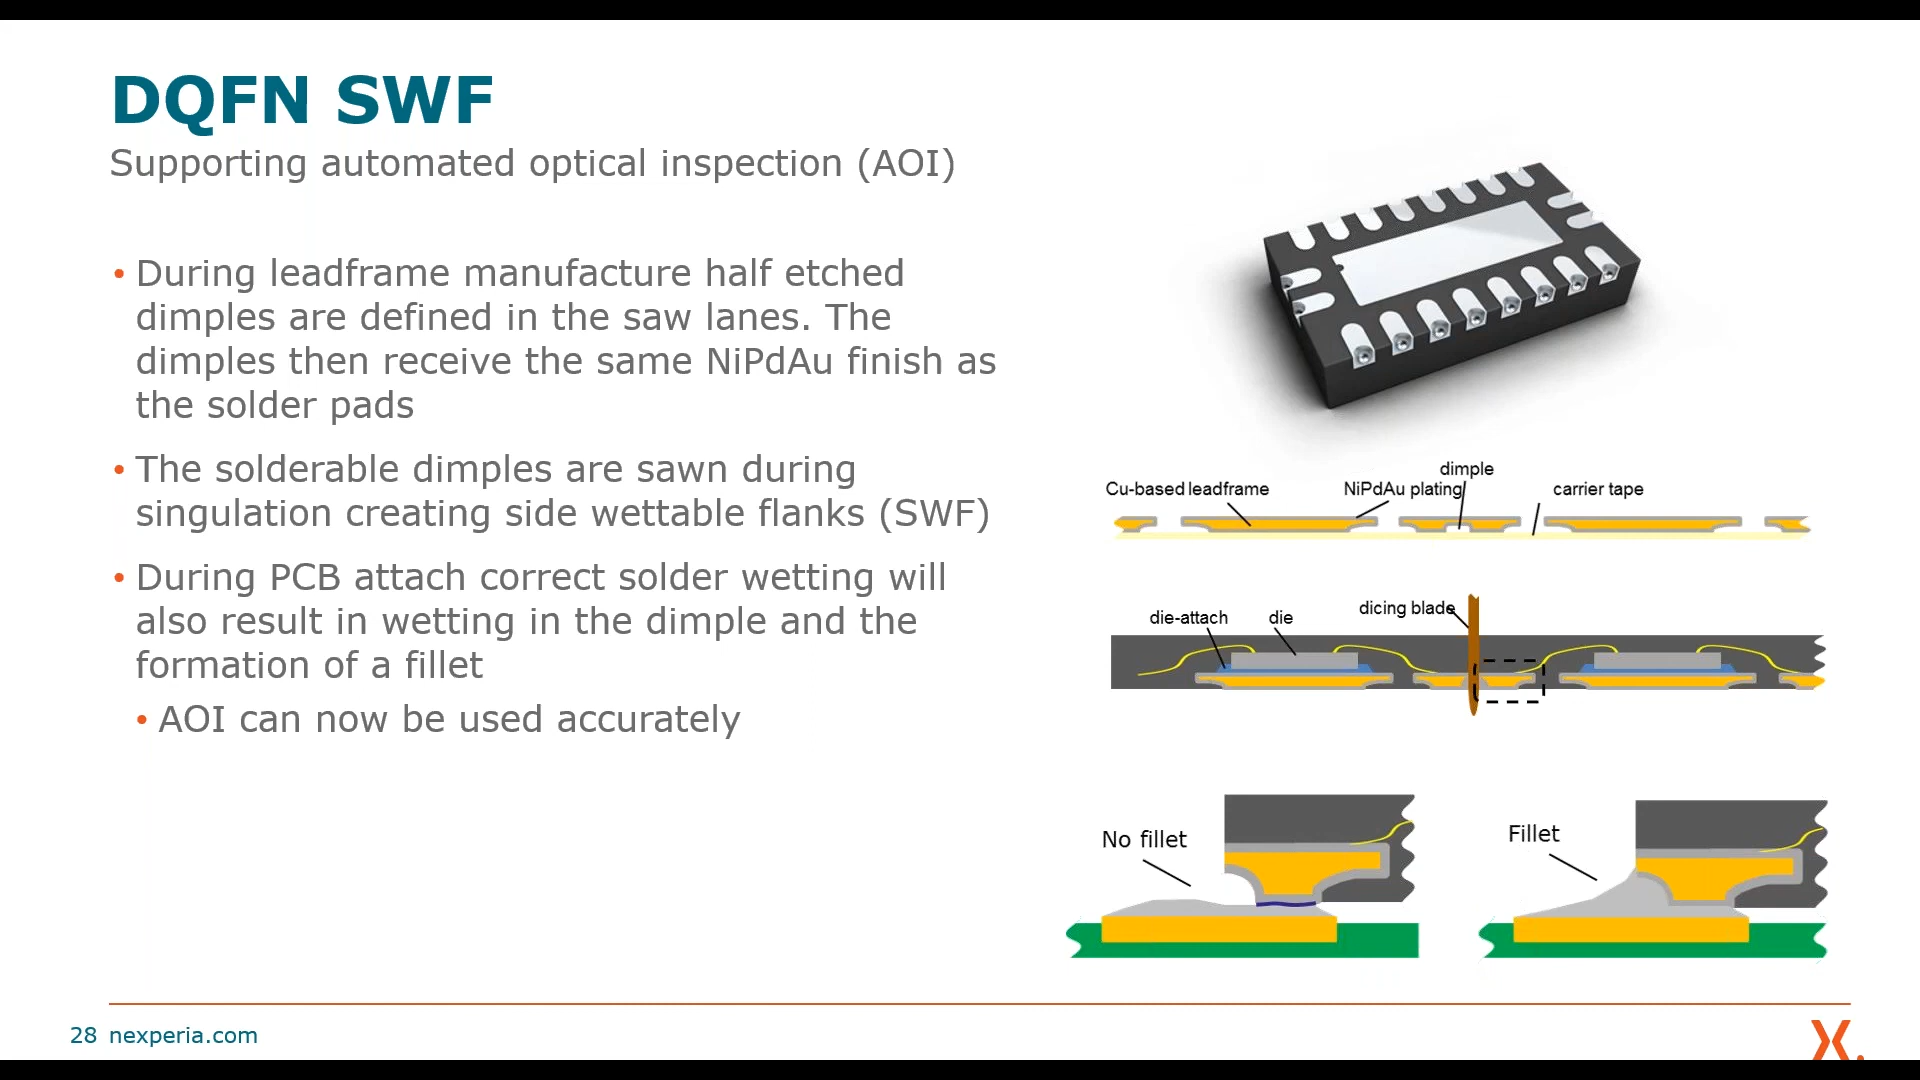 DQFN SWF
Supporting automated optical inspection (AOI)
• During leadframe manufacture half etched
dimples are defined in the saw lanes. The
dimples then receive the same NiPdAu finish as
the solder pads
• The solderable dimples are sawn during
singulation creating side wettable flanks (SWF)
• During PCB attach correct solder wetting will
also result in wetting in the dimple and the
formation of a fillet
• AOI can now be used accurately
dimple
Cu-based leadframe
NiPdAu plating
carrier tape
die-attach
die
dicing blade
No fillet
Fillet
28 nexperia.com